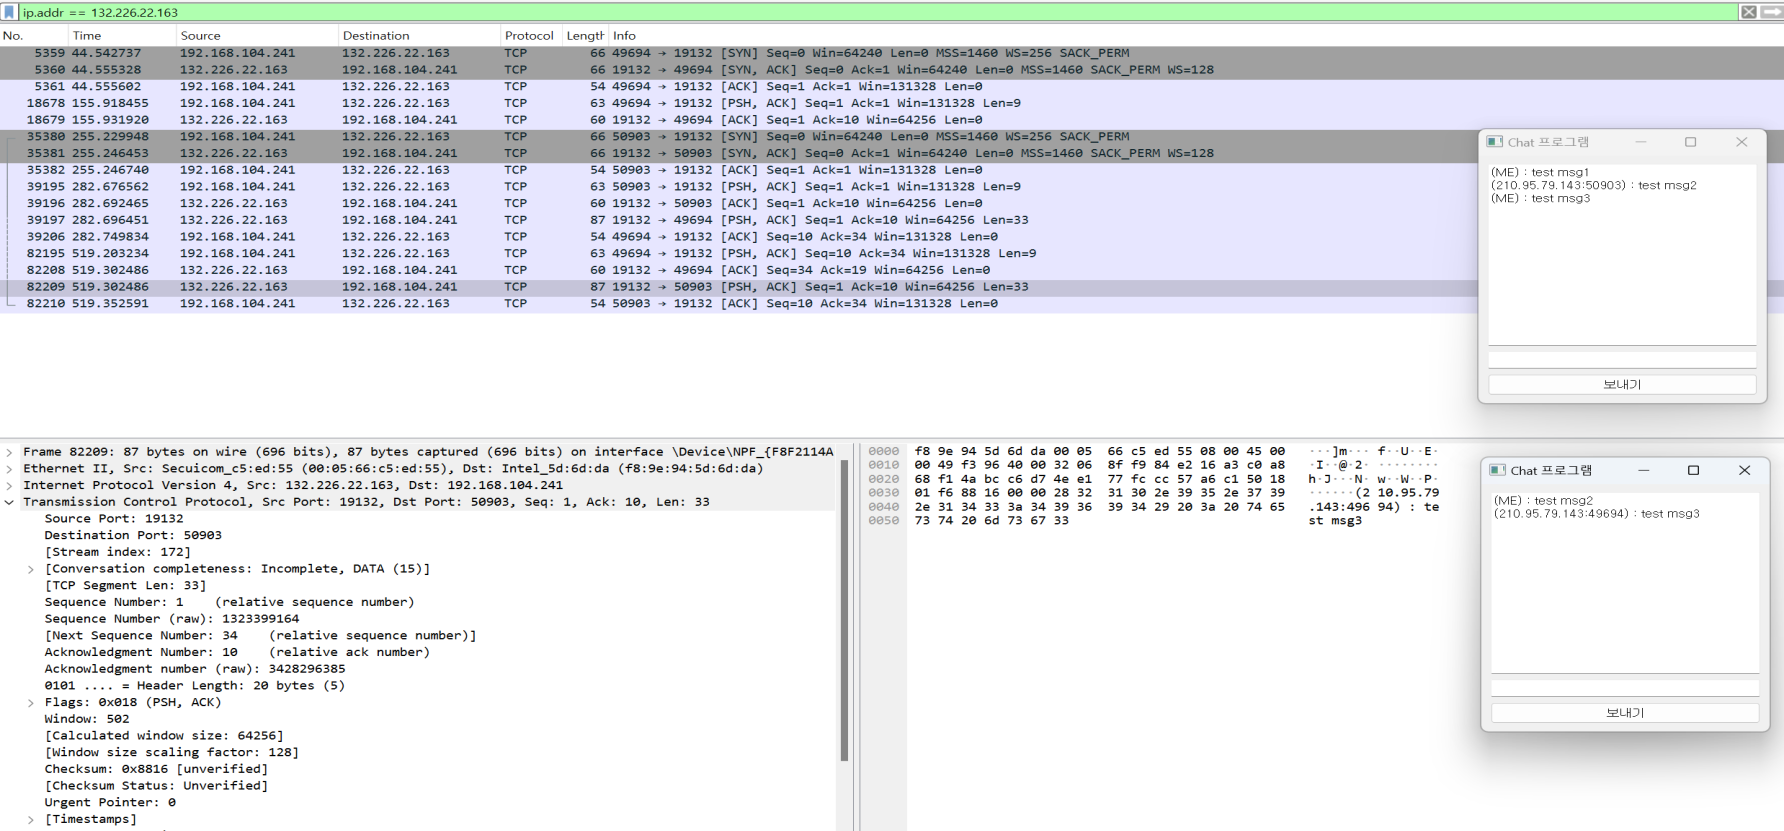 ip.addr == 132.226.22.163
No. Time Source Destination Protocol Length Info
5359 44.542737 192.168.104.241 132.226.22.163 TCP 66 49694 → 19132 [SYN] Seq=0 Win=64240 Len=0 MSS=1460 WS=256 SACK_PERM
5360 44.555328 132.226.22.163 192.168.104.241 TCP 66 19132 → 49694 [SYN, ACK] Seq=0 Ack=1 Win=64240 Len=0 MSS=1460 SACK_PERM WS=128
5361 44.555602 192.168.104.241 132.226.22.163 TCP 54 49694 → 19132 [ACK] Seq=1 Ack=1 Win=131328 Len=0
18678 155.918455 192.168.104.241 132.226.22.163 TCP 63 49694 → 19132 [PSH, ACK] Seq=1 Ack=1 Win=131328 Len=9
18679 155.931920 132.226.22.163 192.168.104.241 TCP 60 19132 → 49694 [ACK] Seq=1 Ack=10 Win=64256 Len=0
35380 255.229948 192.168.104.241 132.226.22.163 TCP 66 50903 → 19132 [SYN] Seq=0 Win=64240 Len=0 MSS=1460 WS=256 SACK_PERM
35381 255.246453 132.226.22.163 192.168.104.241 TCP 66 19132 → 50903 [SYN, ACK] Seq=0 Ack=1 Win=64240 Len=0 MSS=1460 SACK_PERM WS=128
35382 255.246740 192.168.104.241 132.226.22.163 TCP 54 50903 → 19132 [ACK] Seq=1 Ack=1 Win=131328 Len=0
39195 282.676562 192.168.104.241 132.226.22.163 TCP 63 50903 → 19132 [PSH, ACK] Seq=1 Ack=1 Win=131328 Len=9
39196 282.692465 132.226.22.163 192.168.104.241 TCP 60 19132 → 50903 [ACK] Seq=1 Ack=10 Win=64256 Len=0
39197 282.696451 132.226.22.163 192.168.104.241 TCP 87 19132 → 49694 [PSH, ACK] Seq=1 Ack=10 Win=64256 Len=33
39206 282.749834 192.168.104.241 132.226.22.163 TCP 54 49694 → 19132 [ACK] Seq=10 Ack=34 Win=131328 Len=0
82195 519.203234 192.168.104.241 132.226.22.163 TCP 63 49694 → 19132 [PSH, ACK] Seq=10 Ack=34 Win=131328 Len=9
82208 519.302486 132.226.22.163 192.168.104.241 TCP 60 19132 → 49694 [ACK] Seq=34 Ack=19 Win=64256 Len=0
82209 519.302486 132.226.22.163 192.168.104.241 TCP 87 19132 → 50903 [PSH, ACK] Seq=1 Ack=10 Win=64256 Len=33
82210 519.352591 192.168.104.241 132.226.22.163 TCP 54 50903 → 19132 [ACK] Seq=10 Ack=34 Win=131328 Len=0
Chat 프로그램
(ME) : test msg1
(210.95.79.143:50903) : test msg2
(ME) : test msg3
보내기
Frame 82209: 87 bytes on wire (696 bits), 87 bytes captured (696 bits) on interface \Device\NPF_{F8F2114A
Ethernet II, Src: Secuicom_c5:ed:55 (00:05:66:c5:ed:55), Dst: Intel_5d:6d:da (f8:9e:94:5d:6d:da)
Internet Protocol Version 4, Src: 132.226.22.163, Dst: 192.168.104.241
Transmission Control Protocol, Src Port: 19132, Dst Port: 50903, Seq: 1, Ack: 10, Len: 33
Source Port: 19132
Destination Port: 50903
[Stream index: 172]
[Conversation completeness: Incomplete, DATA (15)]
[TCP Segment Len: 33]
Sequence Number: 1 (relative sequence number)
Sequence Number (raw): 1323399164
[Next Sequence Number: 34 (relative sequence number)]
Acknowledgment Number: 10 (relative ack number)
Acknowledgment number (raw): 3428296385
0101 .... = Header Length: 20 bytes (5)
Flags: 0x018 (PSH, ACK)
Window: 502
[Calculated window size: 64256]
[Window size scaling factor: 128]
Checksum: 0x8816 [unverified]
[Checksum Status: Unverified]
Urgent Pointer: 0
[Timestamps]
0000 f8 9e 94 5d 6d da 00 05 66 c5 ed 55 08 00 45 00 ···]m··· f··U··E·
0010 00 49 f3 96 40 00 32 06 8f f9 84 e2 16 a3 c0 a8 ·I··@·2· ········
0020 68 f1 4a bc c6 d7 4e e1 77 fc cc 57 a6 c1 50 18 h·J···N· w··W··P·
0030 01 f6 88 16 00 00 28 32 31 30 2e 39 35 2e 37 39 ······(2 10.95.79
0040 2e 31 34 33 3a 34 39 36 39 34 29 20 3a 20 74 65 .143:496 94) : te
0050 73 74 20 6d 73 67 33 st msg3
Chat 프로그램
(ME) : test msg2
(210.95.79.143:49694) : test msg3
보내기